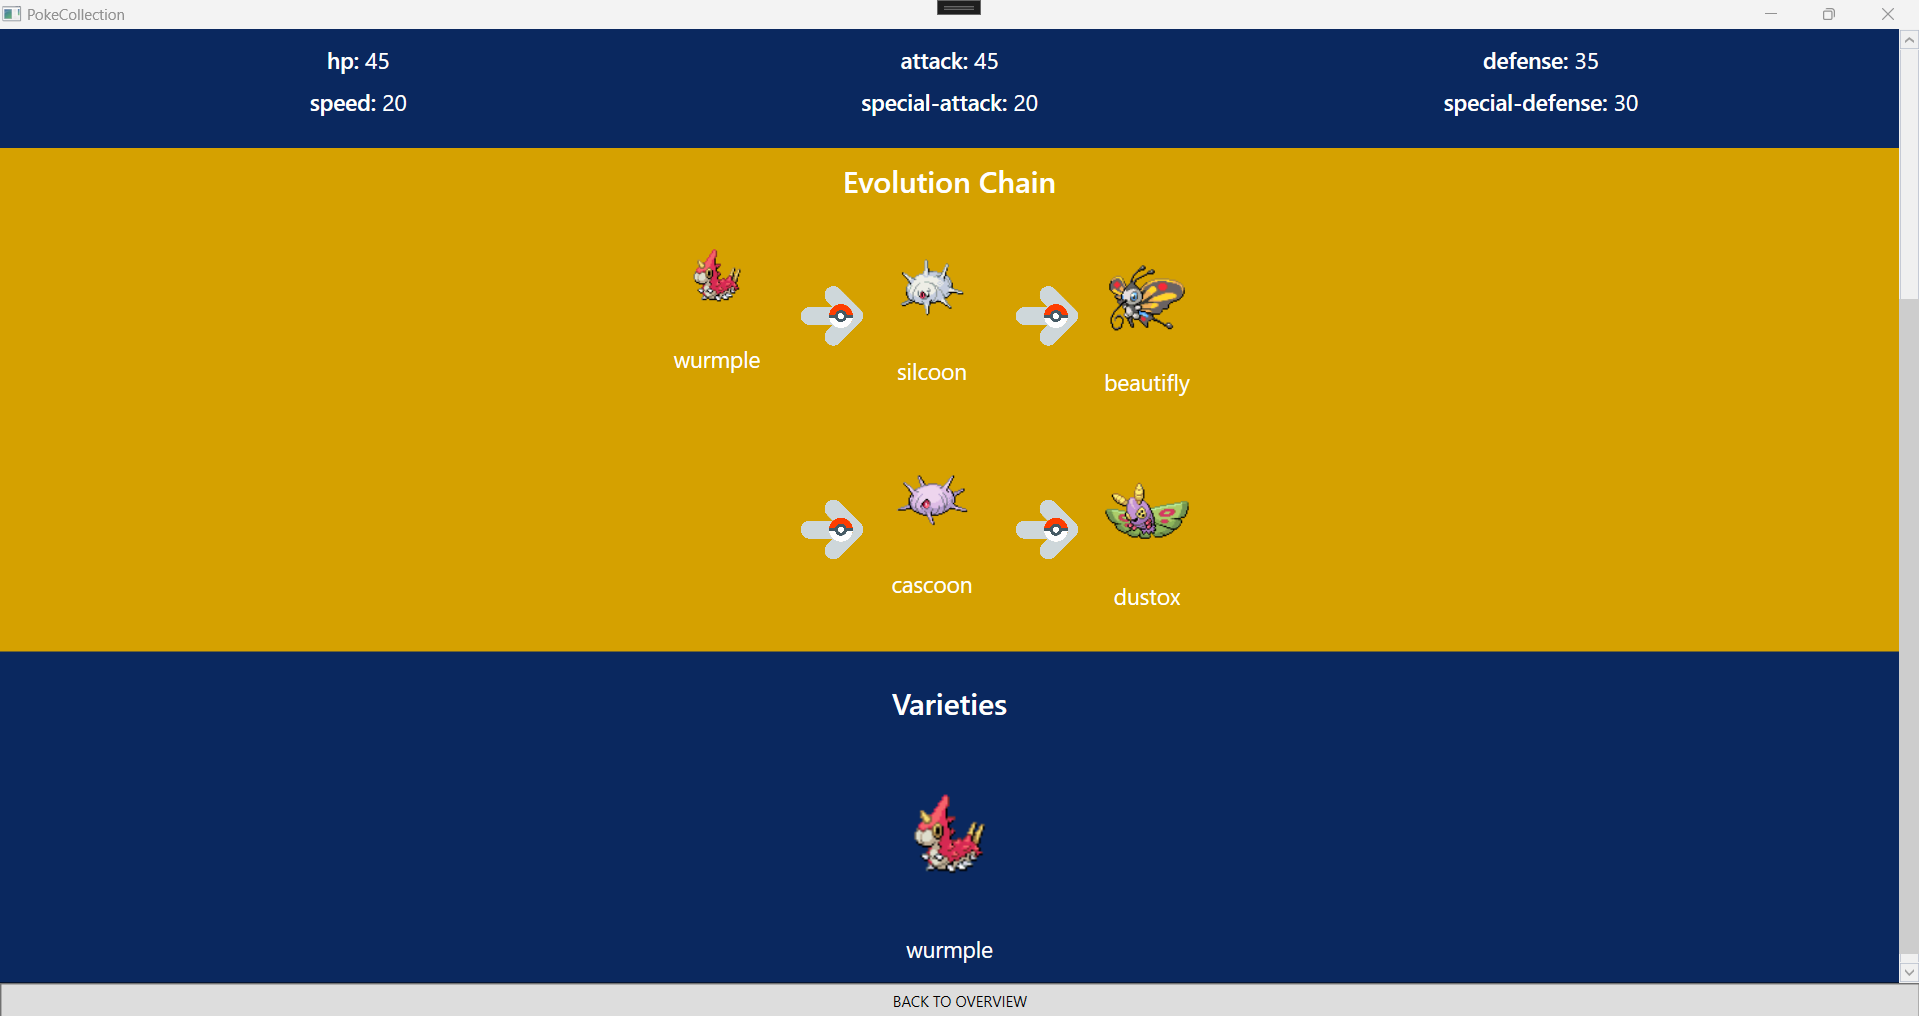 PokeCollection
hp: 45 attack: 45 defense: 35
speed: 20 special-attack: 20 special-defense: 30
Evolution Chain
wurmple
silcoon
beautifly
cascoon
dustox
Varieties
wurmple
BACK TO OVERVIEW